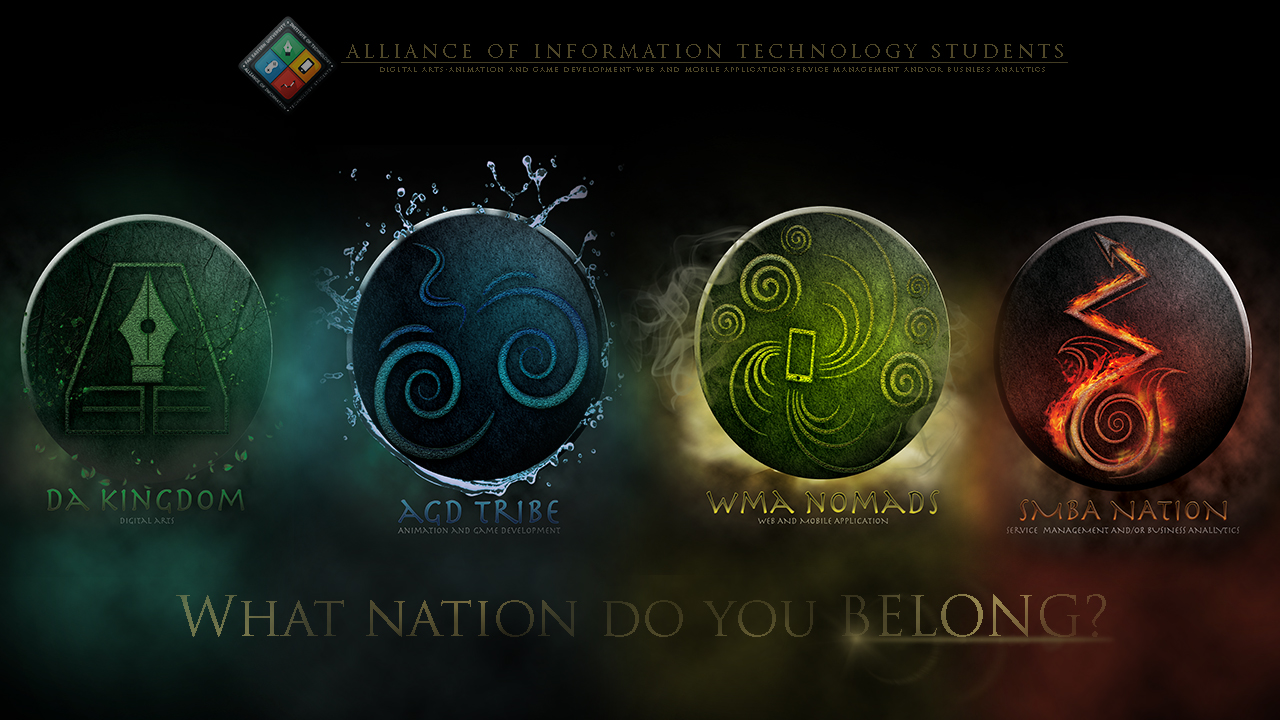 ALLIANCE OF INFORMATION TECHNOLOGY STUDENTS
DIGITAL ARTS·ANIMATION AND GAME DEVELOPMENT·WEB AND MOBILE APPLICATION·SERVICE MANAGEMENT AND\OR BUSINESS ANALYTICS
DA KINGDOM
DIGITAL ARTS
AGD TRIBE
ANIMATION AND GAME DEVELOPMENT
WMA NOMADS
WEB AND MOBILE APPLICATION
SMBA NATION
SERVICE MANAGEMENT AND/OR BUSINESS ANALYTICS
WHAT NATION DO YOU BELONG?